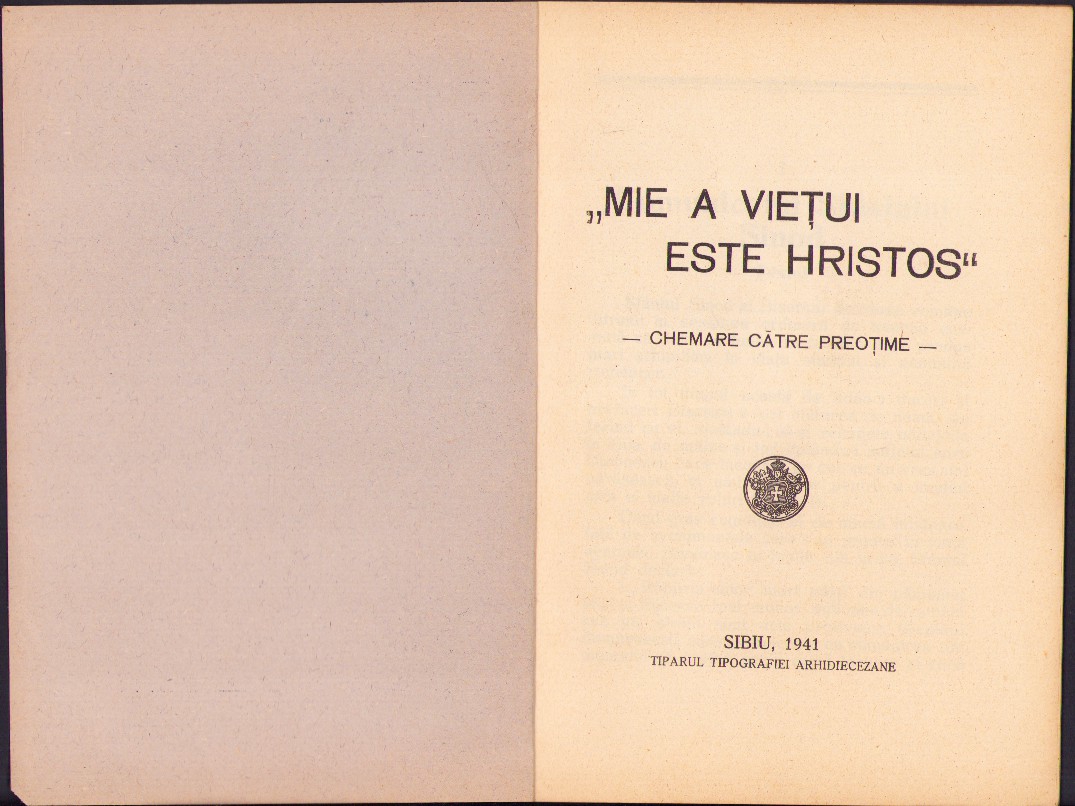 „MIE A VIEȚUI
ESTE HRISTOS“
— CHEMARE CĂTRE PREOȚIME —
SIBIU, 1941
TIPARUL TIPOGRAFIEI ARHIDIECEZANE